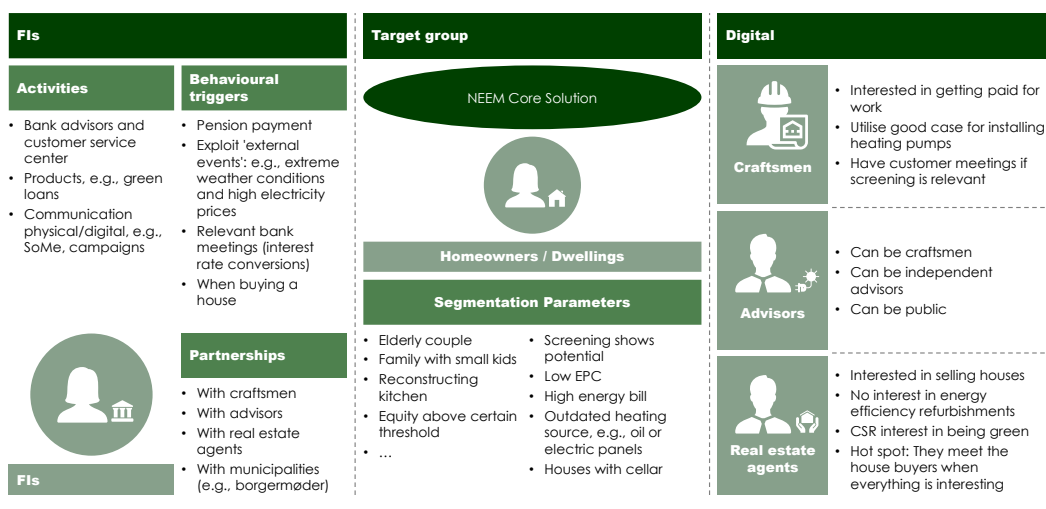 FIs
Activities
• Bank advisors and
customer service
center
• Products, e.g., green
loans
• Communication
physical/digital, e.g.,
SoMe, campaigns
Behavioural
triggers
• Pension payment
• Exploit 'external
events': e.g., extreme
weather conditions
and high electricity
prices
• Relevant bank
meetings (interest
rate conversions)
• When buying a
house
FIs
Partnerships
• With craftsmen
• With advisors
• With real estate
agents
• With municipalities
(e.g., borgermøder)
Target group
NEEM Core Solution
Homeowners / Dwellings
Segmentation Parameters
• Elderly couple
• Family with small kids
• Reconstructing
kitchen
• Equity above certain
threshold
• ...
• Screening shows
potential
• Low EPC
• High energy bill
• Outdated heating
source, e.g., oil or
electric panels
• Houses with cellar
Digital
Craftsmen
• Interested in getting paid for
work
• Utilise good case for installing
heating pumps
• Have customer meetings if
screening is relevant
Advisors
• Can be craftsmen
• Can be independent
advisors
• Can be public
Real estate
agents
• Interested in selling houses
• No interest in energy
efficiency refurbishments
• CSR interest in being green
• Hot spot: They meet the
house buyers when
everything is interesting